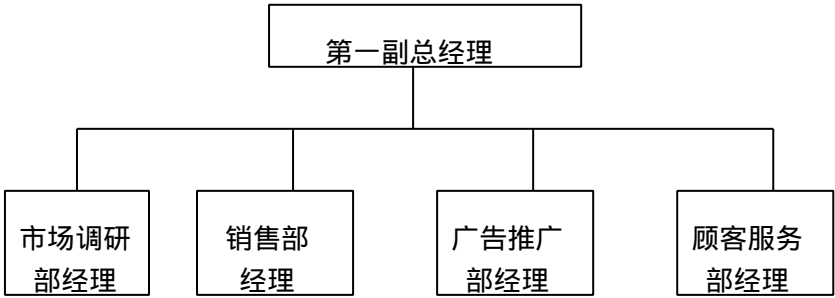 第一副总经理
市场调研
部经理
销售部
经理
广告推广
部经理
顾客服务
部经理